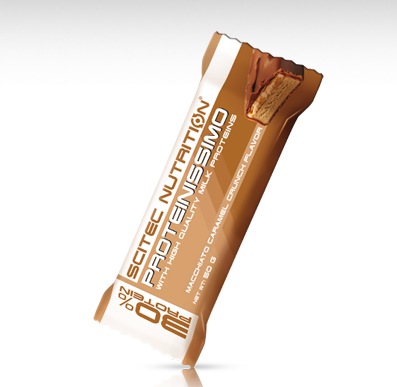 SCITEC NUTRITION®
PROTEINISSIMO
WITH HIGH QUALITY MILK PROTEINS
MACCHIATO CARAMEL CRUNCH FLAVOR
NET WT. 50 G
30%
PROTEIN